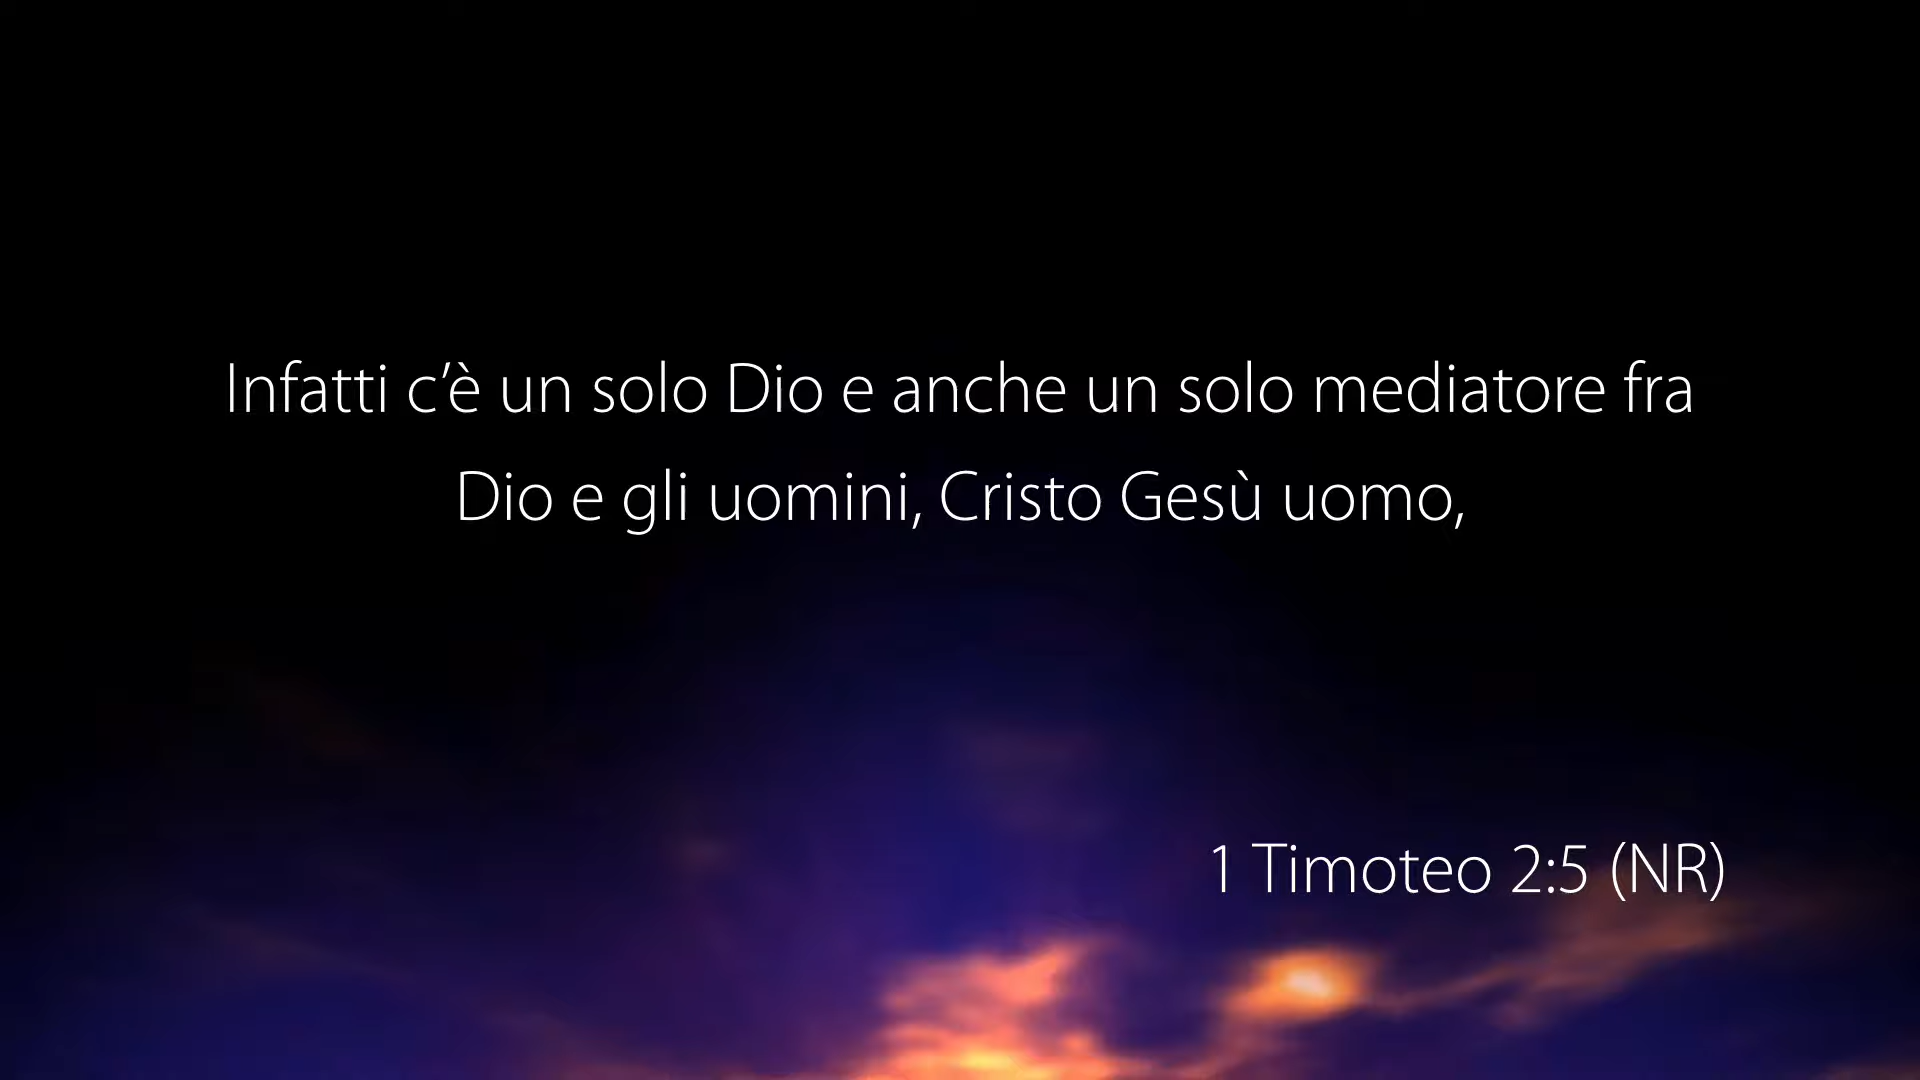 Infatti c’è un solo Dio e anche un solo mediatore fra
Dio e gli uomini, Cristo Gesù uomo,
1 Timoteo 2:5 (NR)